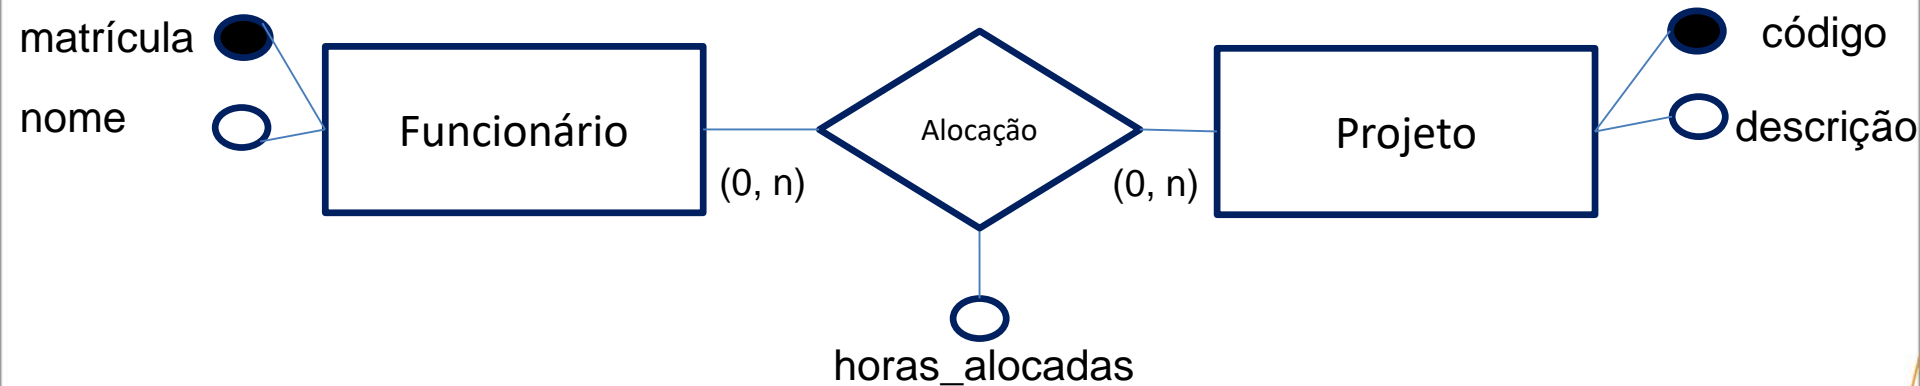 matrícula
nome
Funcionário
(0, n)
Alocação
(0, n)
Projeto
código
descrição
horas_alocadas